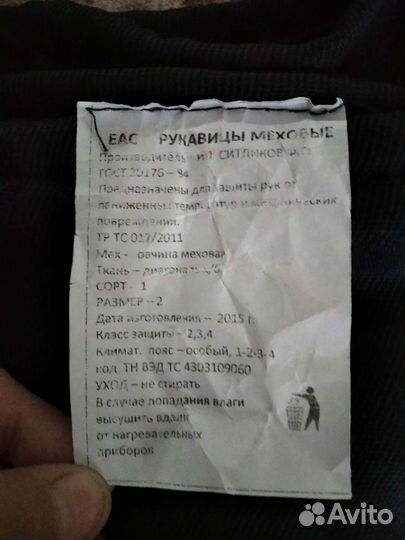 ЕАС РУКАВИЦЫ МЕХОВЫЕ
Производитель ИП СИТДИКОВ
ГОСТ 20176 – 84
Предназначены для защиты рук от
пониженных температур и механических
повреждений.
ТР ТС 017/2011
Мех - овчина меховая
Ткань – диагональ
СОРТ - 1
РАЗМЕР – 2
Дата изготовления – 2015 г.
Класс защиты – 2,3,4
Климат. пояс – особый, 1-2-3-4
код ТН ВЭД ТС 4303109060
УХОД – не стирать
В случае попадания влаги
высушить вдали
от нагревательных
приборов
Avito